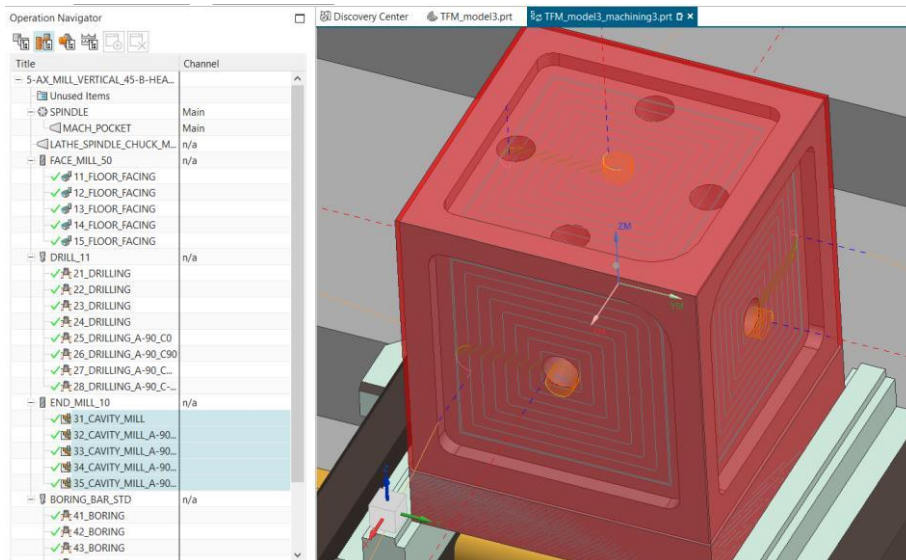 Operation Navigator
Discovery Center TFM_model3.prt TFM_model3_machining3.prt
Title Channel
5-AX_MILL_VERTICAL_45-B-HEA...
Unused Items
SPINDLE Main
MACH_POCKET Main
LATHE_SPINDLE_CHUCK_M... n/a
FACE_MILL_50 n/a
11_FLOOR_FACING
12_FLOOR_FACING
13_FLOOR_FACING
14_FLOOR_FACING
15_FLOOR_FACING
DRILL_11 n/a
21_DRILLING
22_DRILLING
23_DRILLING
24_DRILLING
25_DRILLING_A-90_C0
26_DRILLING_A-90_C90
27_DRILLING_A-90_C...
28_DRILLING_A-90_C-...
END_MILL_10 n/a
31_CAVITY_MILL
32_CAVITY_MILL_A-90...
33_CAVITY_MILL_A-90...
34_CAVITY_MILL_A-90...
35_CAVITY_MILL_A-90...
BORING_BAR_STD n/a
41_BORING
42_BORING
43_BORING
ZM
YM
Z